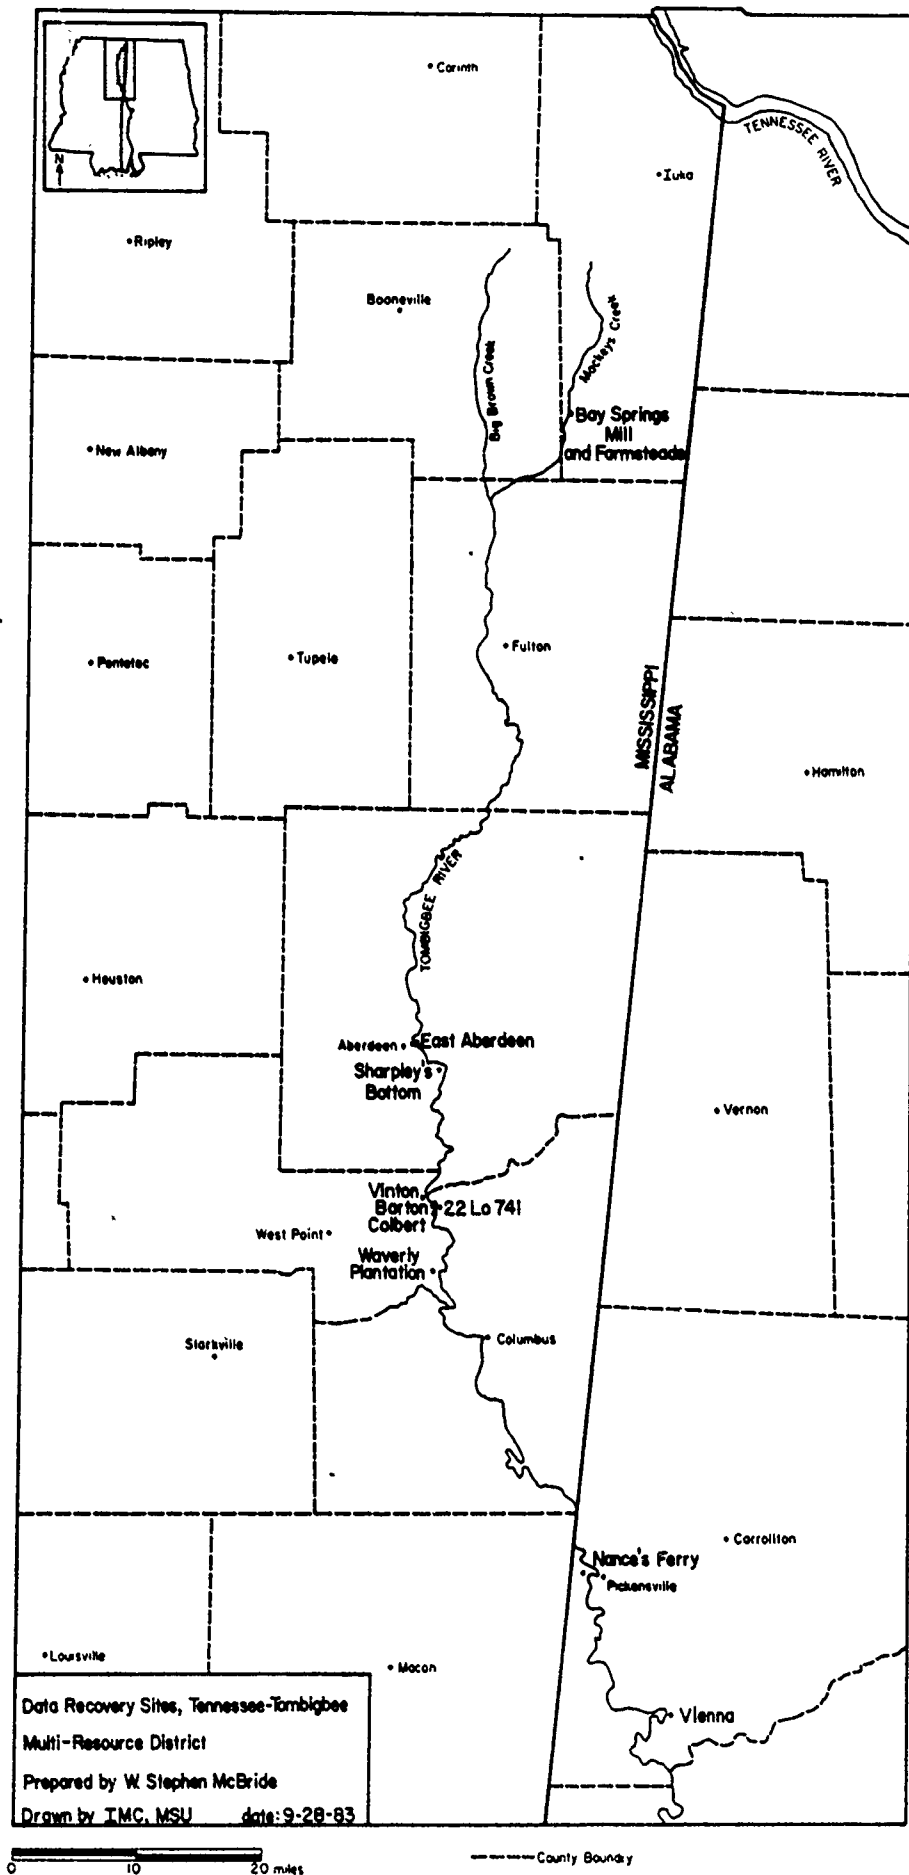 Corinth
TENNESSEE RIVER
N
Iuka
Ripley
Booneville
Big Brown Creek
Mackeys Creek
Bay Springs
Mill
and Farmsteads
New Albany
Pontotoc
Tupelo
Fulton
MISSISSIPPI
ALABAMA
Hamilton
TOMBIGBEE RIVER
Houston
Aberdeen
East Aberdeen
Sharpley's
Bottom
Vernon
Vinton
Barton
22 Lo 741
Colbert
West Point
Waverly
Plantation
Columbus
Starkville
Carrollton
Nance's Ferry
Pickensville
Louisville
Macon
Vienna
Data Recovery Sites, Tennessee-Tombigbee
Multi-Resource District
Prepared by W. Stephen McBride
Drawn by IMC, MSU date: 9-28-83
0 10 20 miles
County Boundry